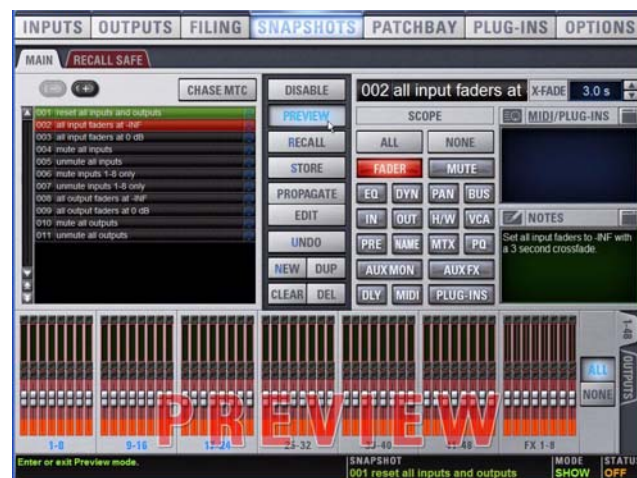 INPUTS OUTPUTS FILING SNAPSHOTS PATCHBAY PLUG-INS OPTIONS
MAIN RECALL SAFE
CHASE MTC
001 reset all inputs and outputs
002 all input faders at -INF
003 all input faders at 0 dB
004 mute all inputs
005 unmute all inputs
006 mute inputs 1-8 only
007 unmute inputs 1-8 only
008 all output faders at -INF
009 all output faders at 0 dB
010 mute all outputs
011 unmute all outputs
DISABLE
PREVIEW
RECALL
STORE
PROPAGATE
EDIT
UNDO
NEW DUP
CLEAR DEL
002 all input faders at X-FADE 3.0 s
SCOPE
ALL NONE
FADER MUTE
EQ DYN PAN BUS
IN OUT H/W VCA
PRE NAME MTX PQ
AUX MON AUX FX
DLY MIDI PLUG-INS
MIDI/PLUG-INS
NOTES
Set all input faders to -INF with
a 3 second crossfade.
1-48
OUTPUTS
ALL
NONE
PREVIEW
1-8 9-16 17-24 25-32 33-40 41-48 FX 1-8
Enter or exit Preview mode.
SNAPSHOT
001 reset all inputs and outputs
MODE
SHOW
STATU
OFF